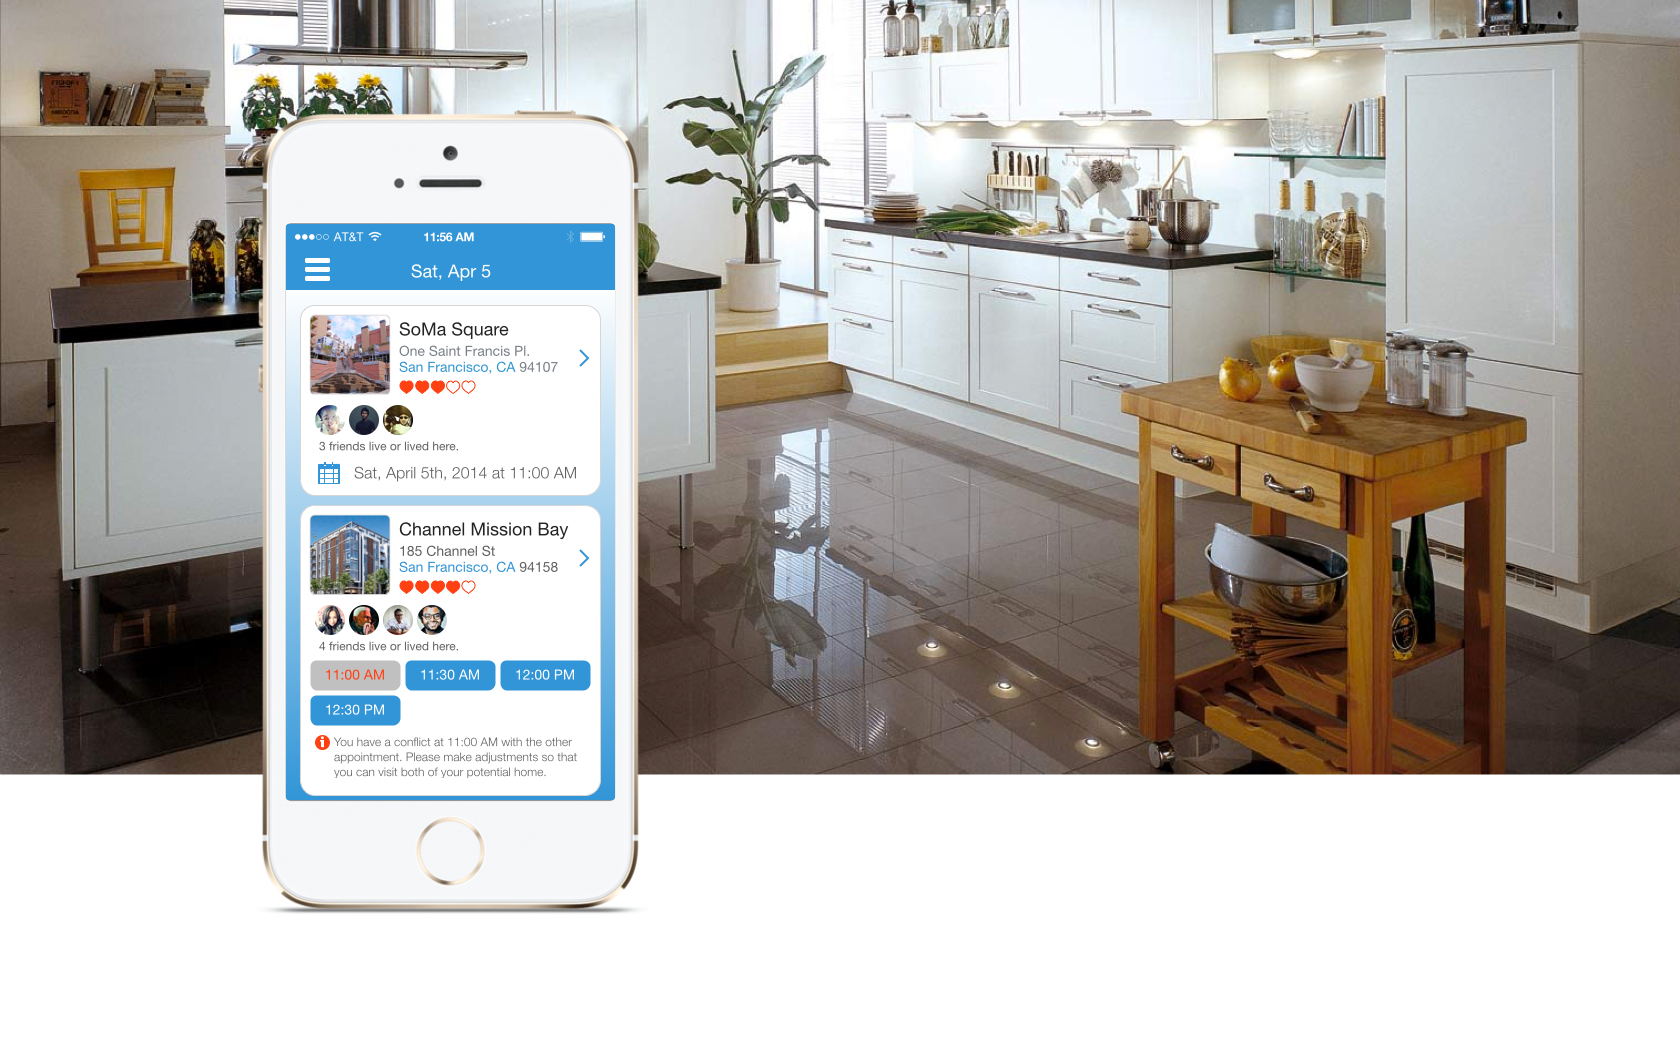 AT&T
11:56 AM
Sat, Apr 5
SoMa Square
One Saint Francis Pl.
San Francisco, CA 94107
3 friends live or lived here.
Sat, April 5th, 2014 at 11:00 AM
Channel Mission Bay
185 Channel St
San Francisco, CA 94158
4 friends live or lived here.
11:00 AM 11:30 AM 12:00 PM
12:30 PM
You have a conflict at 11:00 AM with the other
appointment. Please make adjustments so that
you can visit both of your potential home.